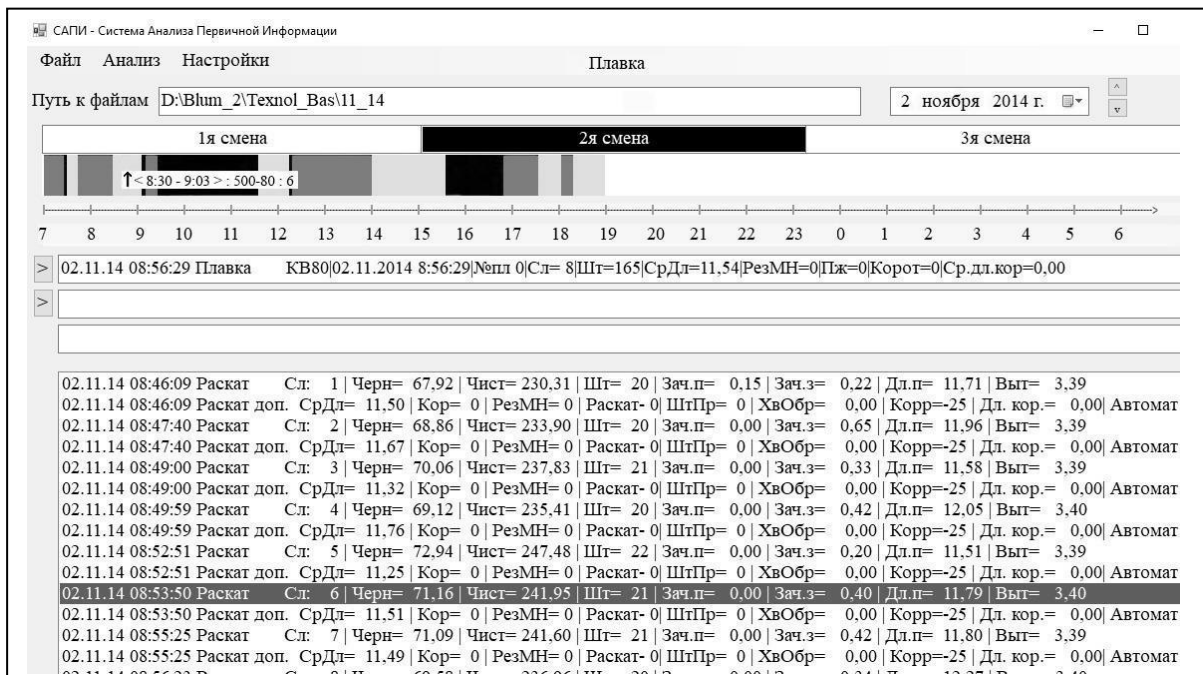 САПИ - Система Анализа Первичной Информации
Файл Анализ Настройки Плавка
Путь к файлам D:\Blum_2\Texnol_Bas\11_14 2 ноября 2014 г.
1я смена 2я смена 3я смена
< 8:30 - 9:03 > : 500-80 : 6
7 8 9 10 11 12 13 14 15 16 17 18 19 20 21 22 23 0 1 2 3 4 5 6
> 02.11.14 08:56:29 Плавка КВ80|02.11.2014 8:56:29|№пл 0|Сл= 8|Шт=165|СрДл=11,54|РезМН=0|Пж=0|Корот=0|Ср.дл.кор=0,00
>
02.11.14 08:46:09 Раскат Сл: 1 | Черн= 67,92 | Чист= 230,31 | Шт= 20 | Зач.п= 0,15 | Зач.з= 0,22 | Дл.п= 11,71 | Выт= 3,39
02.11.14 08:46:09 Раскат доп. СрДл= 11,50 | Кор= 0 | РезМН= 0 | Раскат- 0| ШтПр= 0 | ХвОбр= 0,00 | Корр=-25 | Дл. кор.= 0,00| Автомат
02.11.14 08:47:40 Раскат Сл: 2 | Черн= 68,86 | Чист= 233,90 | Шт= 20 | Зач.п= 0,00 | Зач.з= 0,65 | Дл.п= 11,96 | Выт= 3,39
02.11.14 08:47:40 Раскат доп. СрДл= 11,67 | Кор= 0 | РезМН= 0 | Раскат- 0| ШтПр= 0 | ХвОбр= 0,00 | Корр=-25 | Дл. кор.= 0,00| Автомат
02.11.14 08:49:00 Раскат Сл: 3 | Черн= 70,06 | Чист= 237,83 | Шт= 21 | Зач.п= 0,00 | Зач.з= 0,33 | Дл.п= 11,58 | Выт= 3,39
02.11.14 08:49:00 Раскат доп. СрДл= 11,32 | Кор= 0 | РезМН= 0 | Раскат- 0| ШтПр= 0 | ХвОбр= 0,00 | Корр=-25 | Дл. кор.= 0,00| Автомат
02.11.14 08:49:59 Раскат Сл: 4 | Черн= 69,12 | Чист= 235,41 | Шт= 20 | Зач.п= 0,00 | Зач.з= 0,42 | Дл.п= 12,05 | Выт= 3,40
02.11.14 08:49:59 Раскат доп. СрДл= 11,76 | Кор= 0 | РезМН= 0 | Раскат- 0| ШтПр= 0 | ХвОбр= 0,00 | Корр=-25 | Дл. кор.= 0,00| Автомат
02.11.14 08:52:51 Раскат Сл: 5 | Черн= 72,94 | Чист= 247,48 | Шт= 22 | Зач.п= 0,00 | Зач.з= 0,20 | Дл.п= 11,51 | Выт= 3,39
02.11.14 08:52:51 Раскат доп. СрДл= 11,25 | Кор= 0 | РезМН= 0 | Раскат- 0| ШтПр= 0 | ХвОбр= 0,00 | Корр=-25 | Дл. кор.= 0,00| Автомат
02.11.14 08:53:50 Раскат Сл: 6 | Черн= 71,16 | Чист= 241,95 | Шт= 21 | Зач.п= 0,00 | Зач.з= 0,40 | Дл.п= 11,79 | Выт= 3,40
02.11.14 08:53:50 Раскат доп. СрДл= 11,51 | Кор= 0 | РезМН= 0 | Раскат- 0| ШтПр= 0 | ХвОбр= 0,00 | Корр=-25 | Дл. кор.= 0,00| Автомат
02.11.14 08:55:25 Раскат Сл: 7 | Черн= 71,09 | Чист= 241,60 | Шт= 21 | Зач.п= 0,00 | Зач.з= 0,42 | Дл.п= 11,80 | Выт= 3,39
02.11.14 08:55:25 Раскат доп. СрДл= 11,49 | Кор= 0 | РезМН= 0 | Раскат- 0| ШтПр= 0 | ХвОбр= 0,00 | Корр=-25 | Дл. кор.= 0,00| Автомат